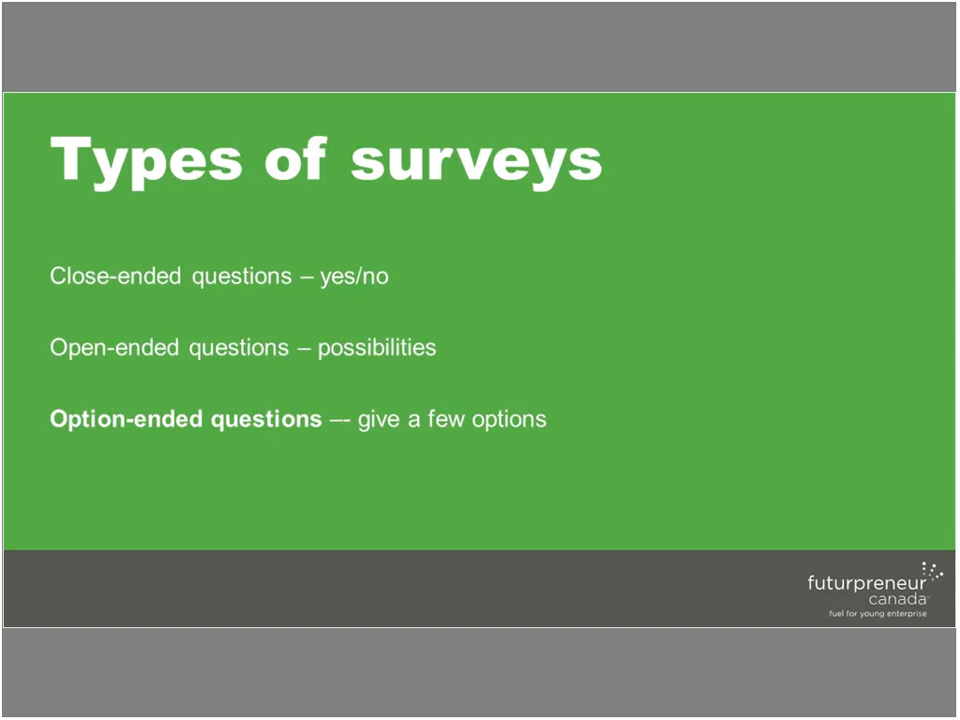 Types of surveys
Close-ended questions – yes/no
Open-ended questions – possibilities
Option-ended questions –- give a few options
futurpreneur
canada
fuel for young enterprise